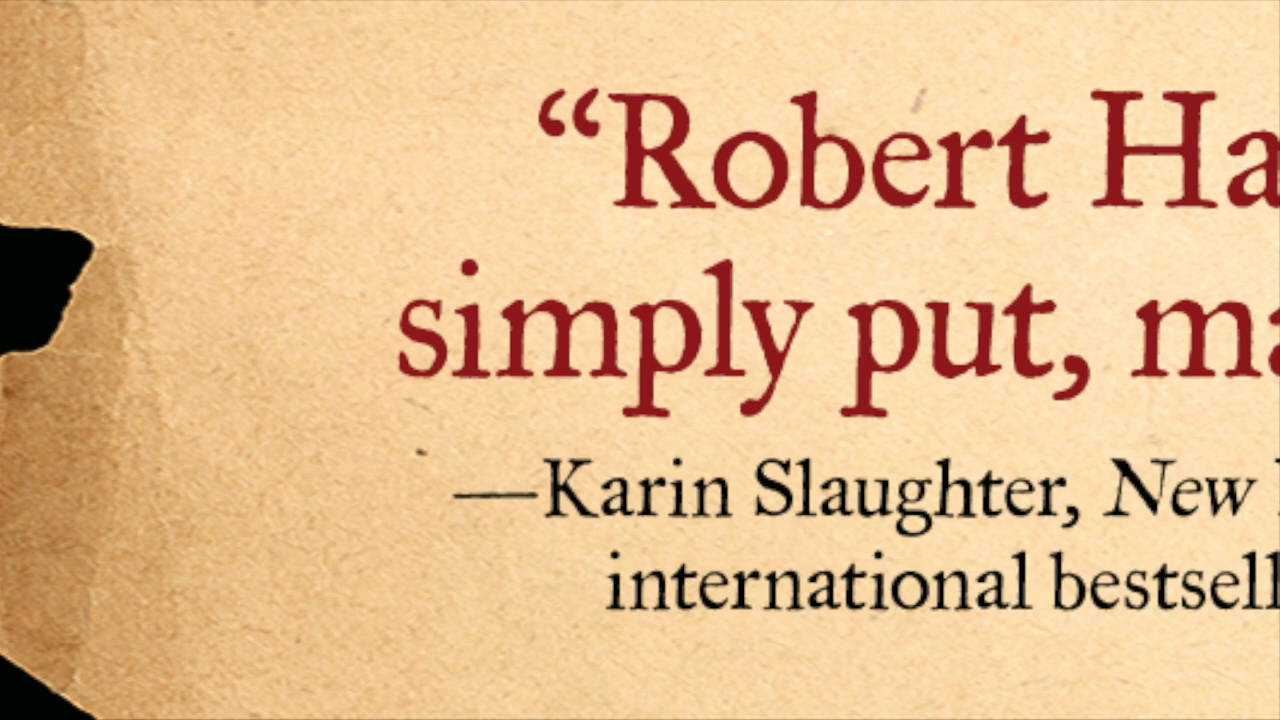 “Robert Ha
simply put, ma
—Karin Slaughter, New
international bestsell